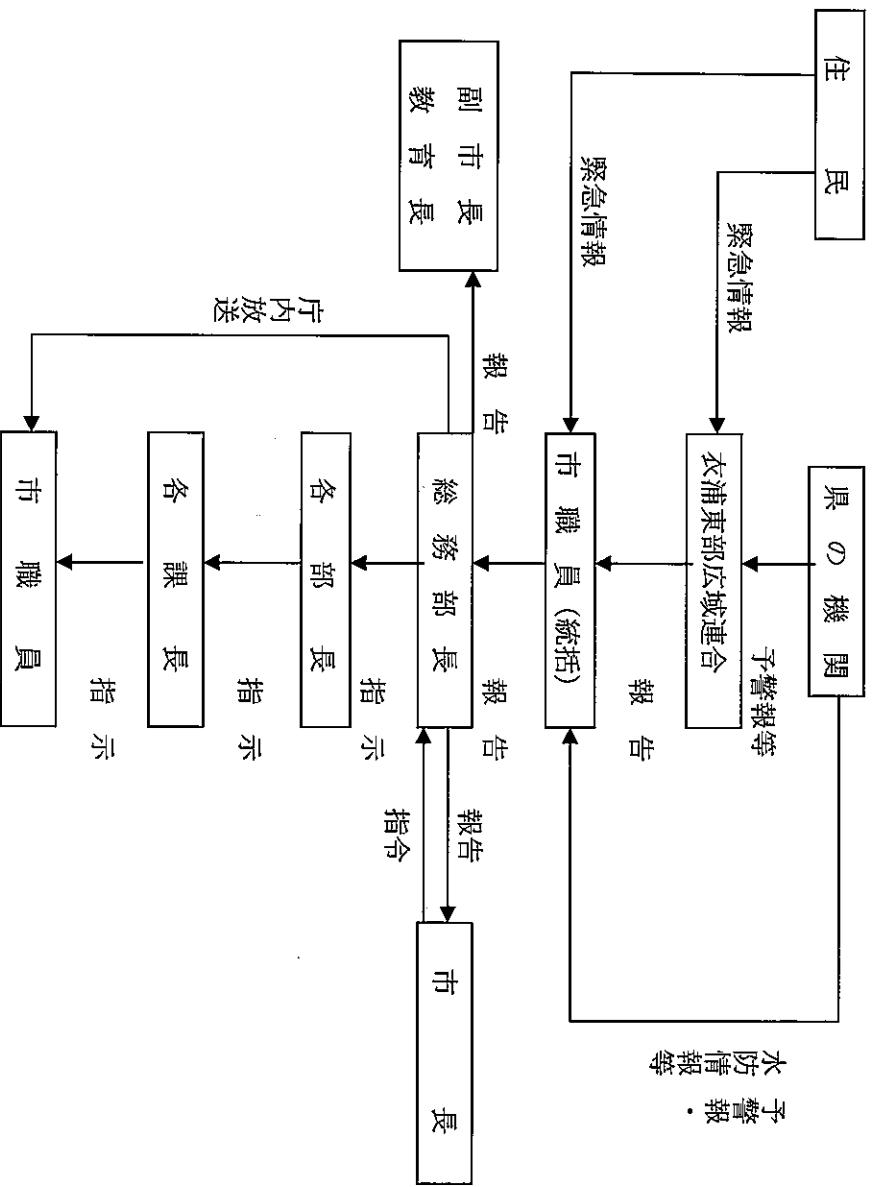 住民
県の機関
緊急情報
予警報等
予警報・
水防情報等
衣浦東部広域連合
緊急情報
報告
市職員（統括）
報告
報告
副市長
教育長
総務部長
報告
指令
市長
指示
庁内放送
各部長
指示
各課長
指示
市職員